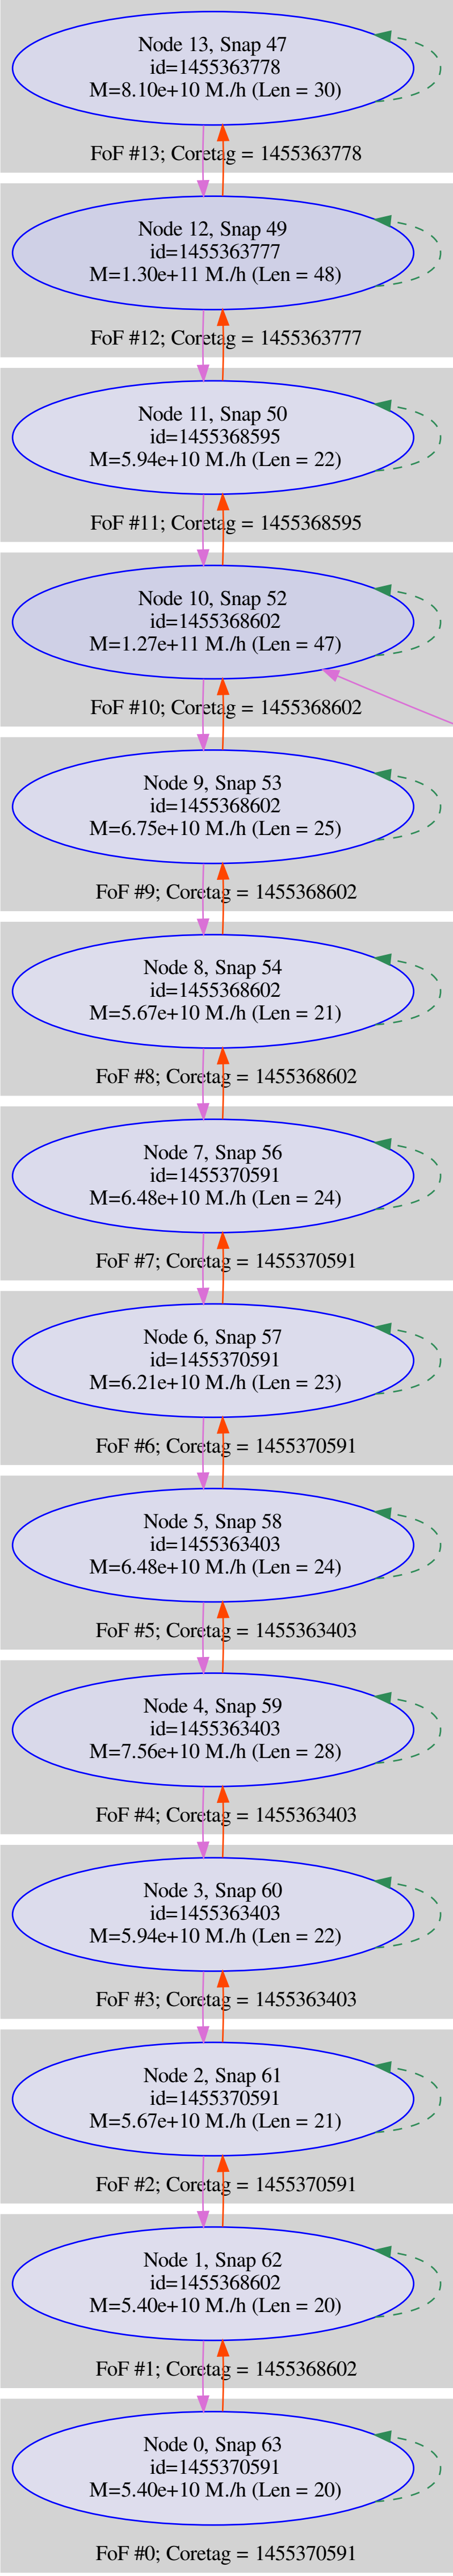 Node 13, Snap 47
id=1455363778
M=8.10e+10 M./h (Len = 30)
FoF #13; Coretag = 1455363778
Node 12, Snap 49
id=1455363777
M=1.30e+11 M./h (Len = 48)
FoF #12; Coretag = 1455363777
Node 11, Snap 50
id=1455368595
M=5.94e+10 M./h (Len = 22)
FoF #11; Coretag = 1455368595
Node 10, Snap 52
id=1455368602
M=1.27e+11 M./h (Len = 47)
FoF #10; Coretag = 1455368602
Node 9, Snap 53
id=1455368602
M=6.75e+10 M./h (Len = 25)
FoF #9; Coretag = 1455368602
Node 8, Snap 54
id=1455368602
M=5.67e+10 M./h (Len = 21)
FoF #8; Coretag = 1455368602
Node 7, Snap 56
id=1455370591
M=6.48e+10 M./h (Len = 24)
FoF #7; Coretag = 1455370591
Node 6, Snap 57
id=1455370591
M=6.21e+10 M./h (Len = 23)
FoF #6; Coretag = 1455370591
Node 5, Snap 58
id=1455363403
M=6.48e+10 M./h (Len = 24)
FoF #5; Coretag = 1455363403
Node 4, Snap 59
id=1455363403
M=7.56e+10 M./h (Len = 28)
FoF #4; Coretag = 1455363403
Node 3, Snap 60
id=1455363403
M=5.94e+10 M./h (Len = 22)
FoF #3; Coretag = 1455363403
Node 2, Snap 61
id=1455370591
M=5.67e+10 M./h (Len = 21)
FoF #2; Coretag = 1455370591
Node 1, Snap 62
id=1455368602
M=5.40e+10 M./h (Len = 20)
FoF #1; Coretag = 1455368602
Node 0, Snap 63
id=1455370591
M=5.40e+10 M./h (Len = 20)
FoF #0; Coretag = 1455370591